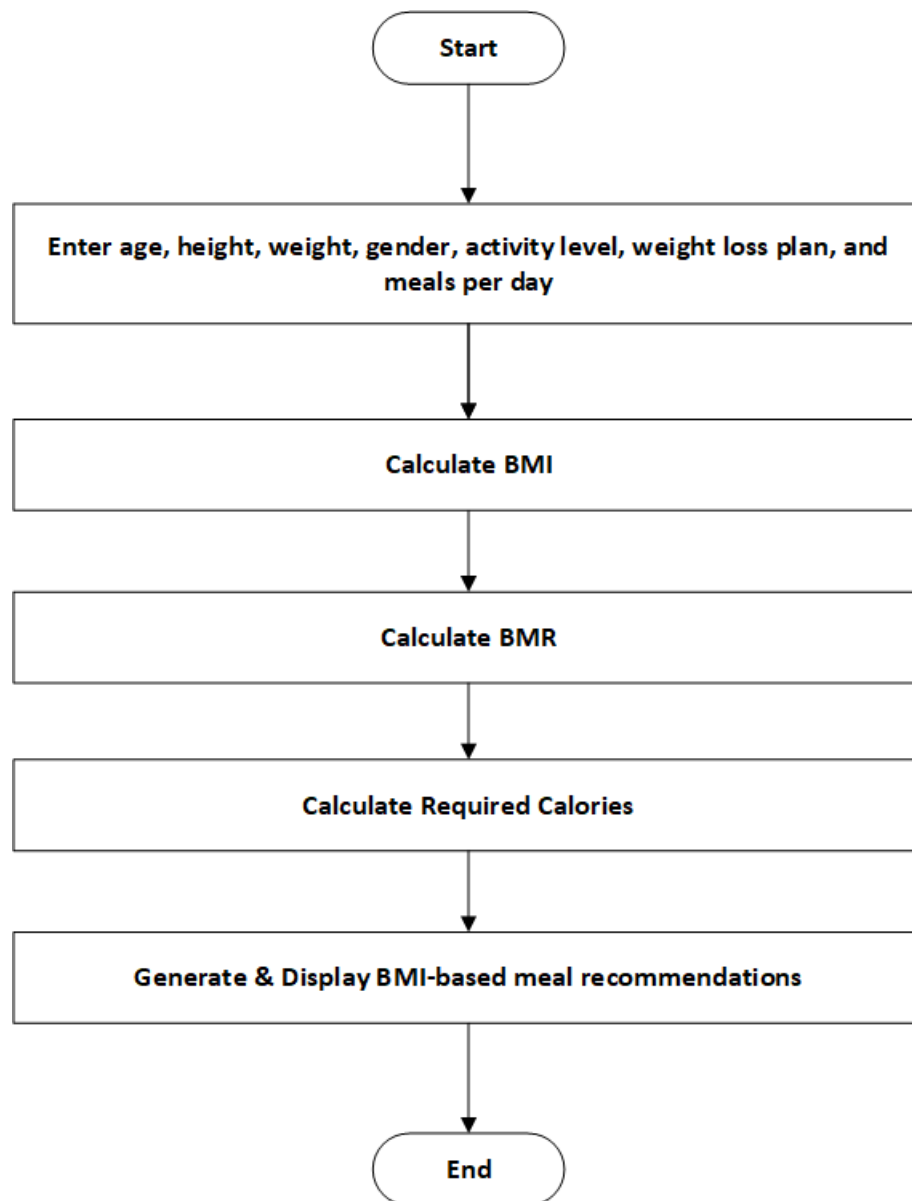 Start
Enter age, height, weight, gender, activity level, weight loss plan, and
meals per day
Calculate BMI
Calculate BMR
Calculate Required Calories
Generate & Display BMI-based meal recommendations
End